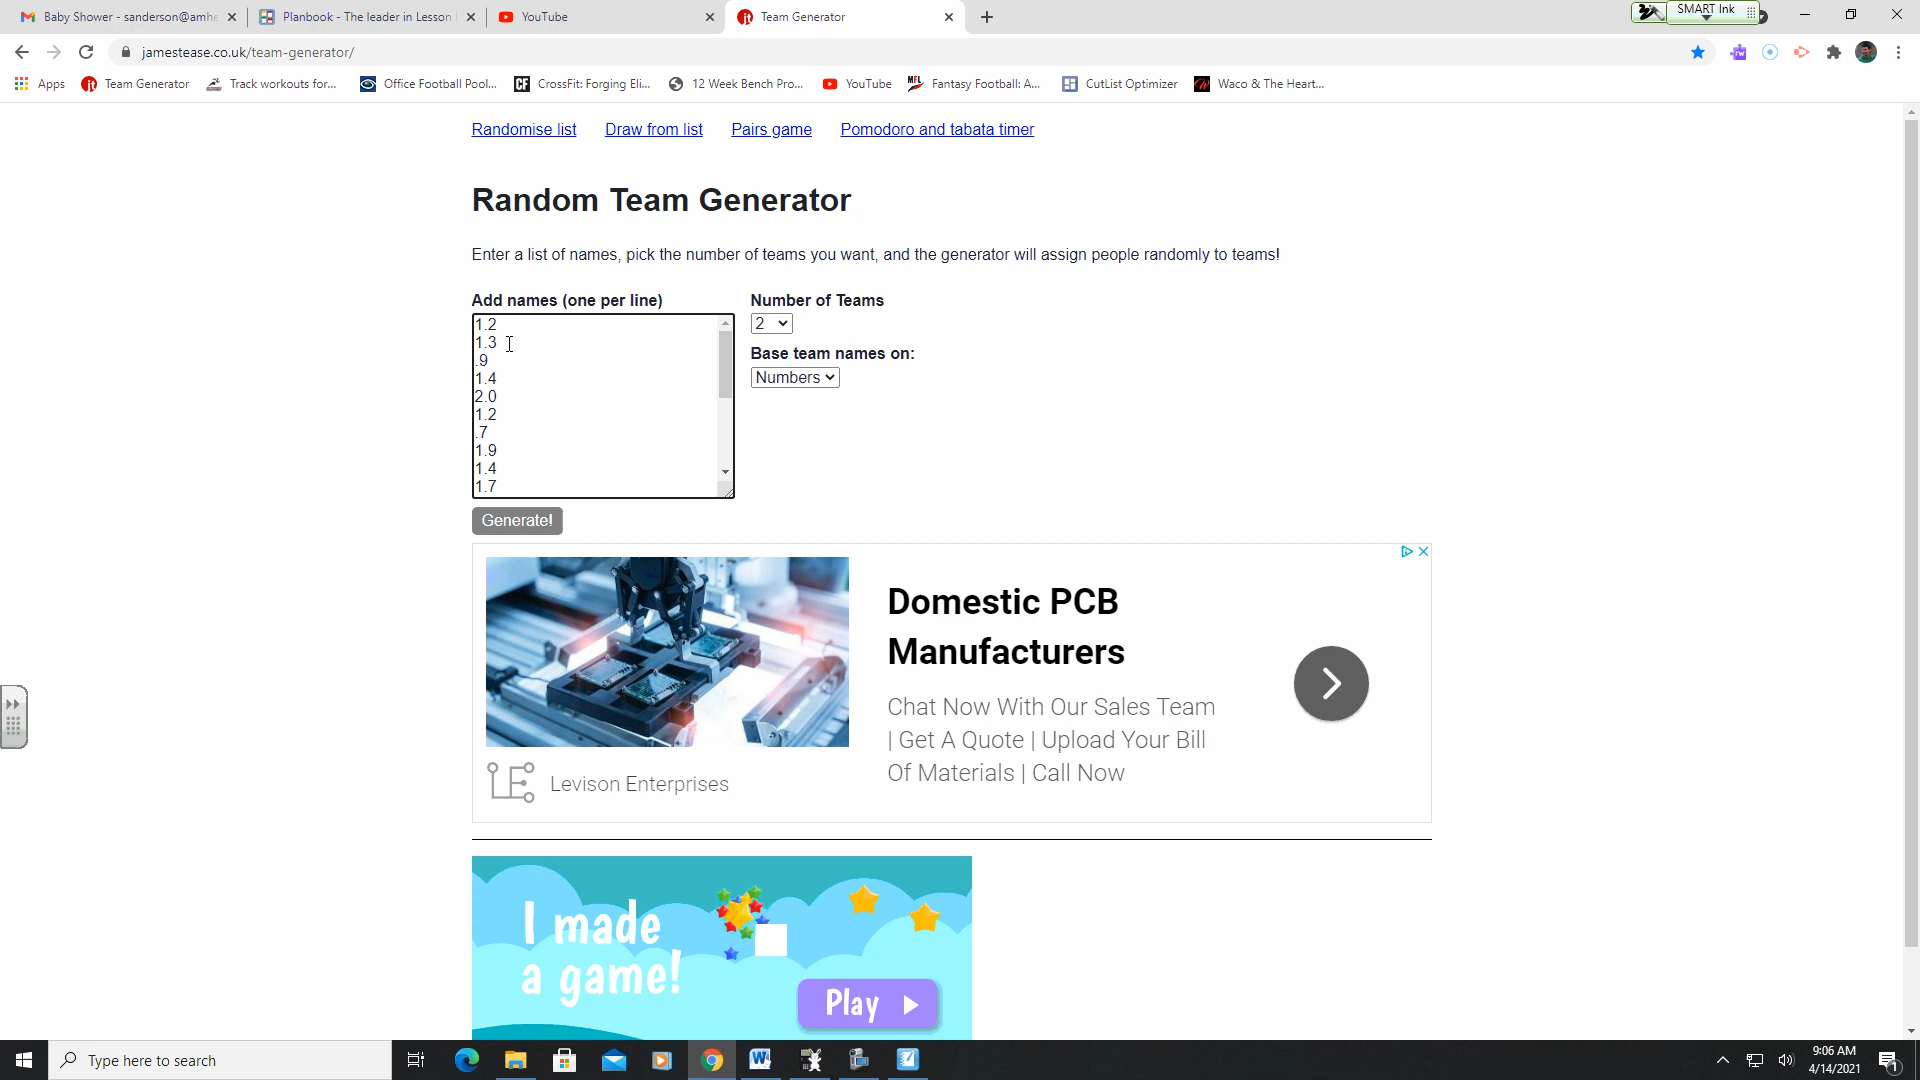 Baby Shower - sanderson@amhe
Planbook - The leader in Lesson
YouTube
Team Generator
SMART Ink
jamestease.co.uk/team-generator/
Apps
Team Generator
Track workouts for...
Office Football Pool...
CrossFit: Forging Eli...
12 Week Bench Pro...
YouTube
Fantasy Football: A...
CutList Optimizer
Waco & The Heart...
Randomise list
Draw from list
Pairs game
Pomodoro and tabata timer
Random Team Generator
Enter a list of names, pick the number of teams you want, and the generator will assign people randomly to teams!
Add names (one per line)
1.2
1.3
.9
1.4
2.0
1.2
.7
1.9
1.4
1.7
Number of Teams
2
Base team names on:
Numbers
Generate!
Domestic PCB
Manufacturers
Chat Now With Our Sales Team
| Get A Quote | Upload Your Bill
Of Materials | Call Now
Levison Enterprises
I made
a game!
Play
Type here to search
9:06 AM
4/14/2021
1